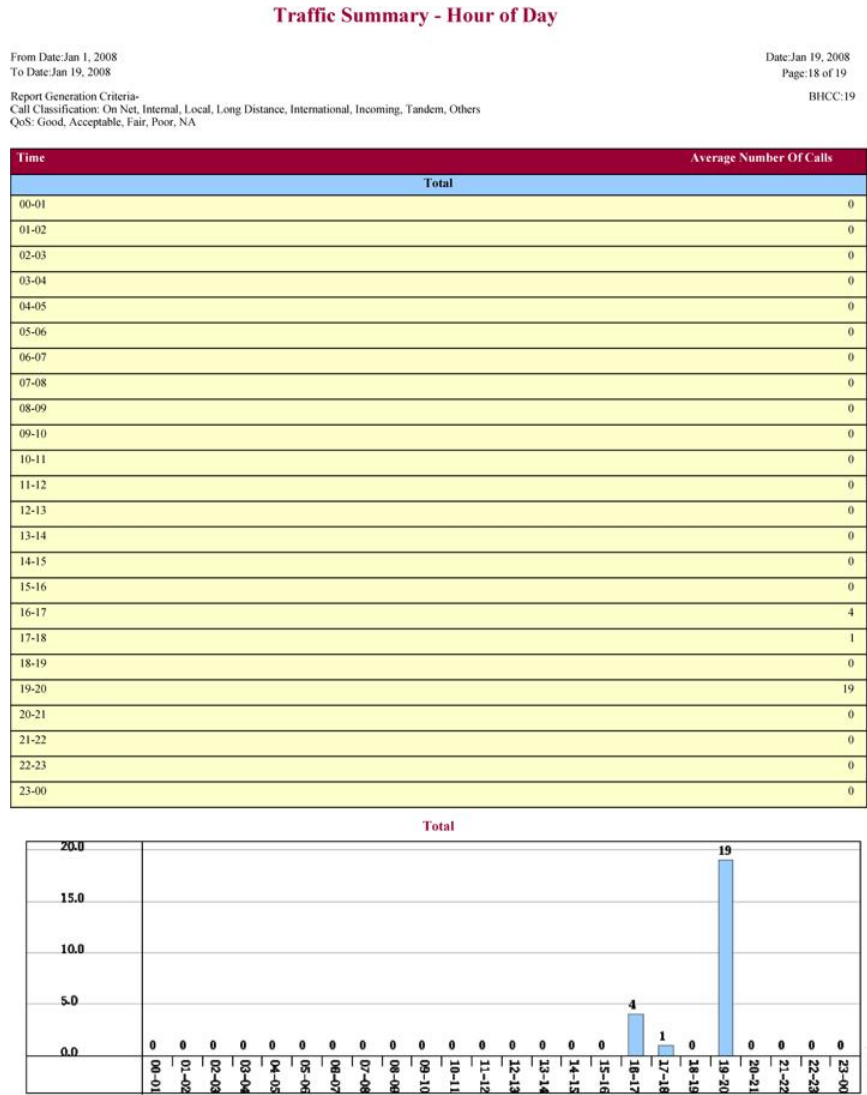 Traffic Summary - Hour of Day
From Date:Jan 1, 2008
Date:Jan 19, 2008
To Date:Jan 19, 2008
Page:18 of 19
Report Generation Criteria-
BHCC:19
Call Classification: On Net, Internal, Local, Long Distance, International, Incoming, Tandem, Others
QoS: Good, Acceptable, Fair, Poor, NA
Time Average Number Of Calls
Total
00-01 0
01-02 0
02-03 0
03-04 0
04-05 0
05-06 0
06-07 0
07-08 0
08-09 0
09-10 0
10-11 0
11-12 0
12-13 0
13-14 0
14-15 0
15-16 0
16-17 4
17-18 1
18-19 0
19-20 19
20-21 0
21-22 0
22-23 0
23-00 0
Total
20.0
15.0
10.0
5.0
0.0
0 0 0 0 0 0 0 0 0 0 0 0 0 0 0 0 4 1 0 19 0 0 0 0
00-01 01-02 02-03 03-04 04-05 05-06 06-07 07-08 08-09 09-10 10-11 11-12 12-13 13-14 14-15 15-16 16-17 17-18 18-19 19-20 20-21 21-22 22-23 23-00